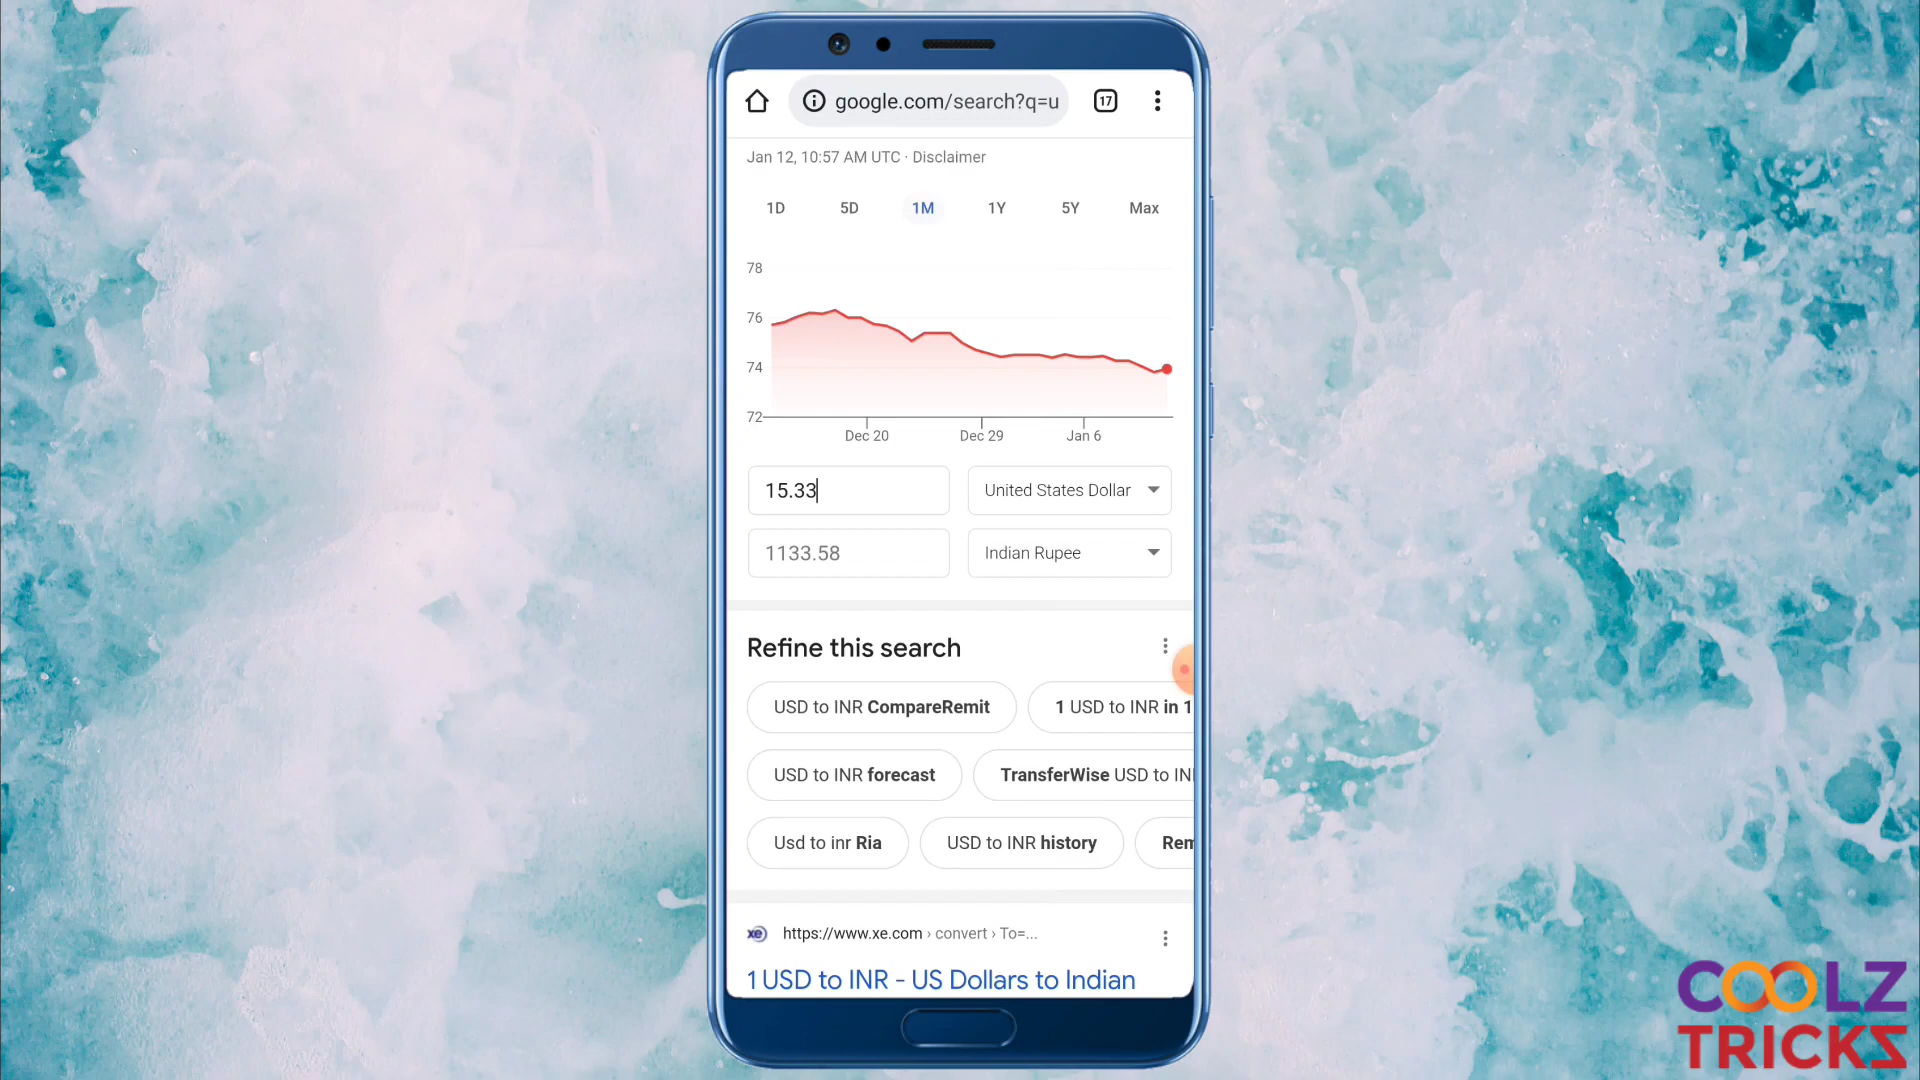 google.com/search?q=u
17
Jan 12, 10:57 AM UTC · Disclaimer
1D 5D 1M 1Y 5Y Max
78
76
74
72
Dec 20 Dec 29 Jan 6
15.33 United States Dollar
1133.58 Indian Rupee
Refine this search
USD to INR CompareRemit
1 USD to INR in 1
USD to INR forecast
TransferWise USD to IN
Usd to inr Ria
USD to INR history
Rem
xe https://www.xe.com › convert › To=...
1 USD to INR - US Dollars to Indian
COOLZ
TRICKS